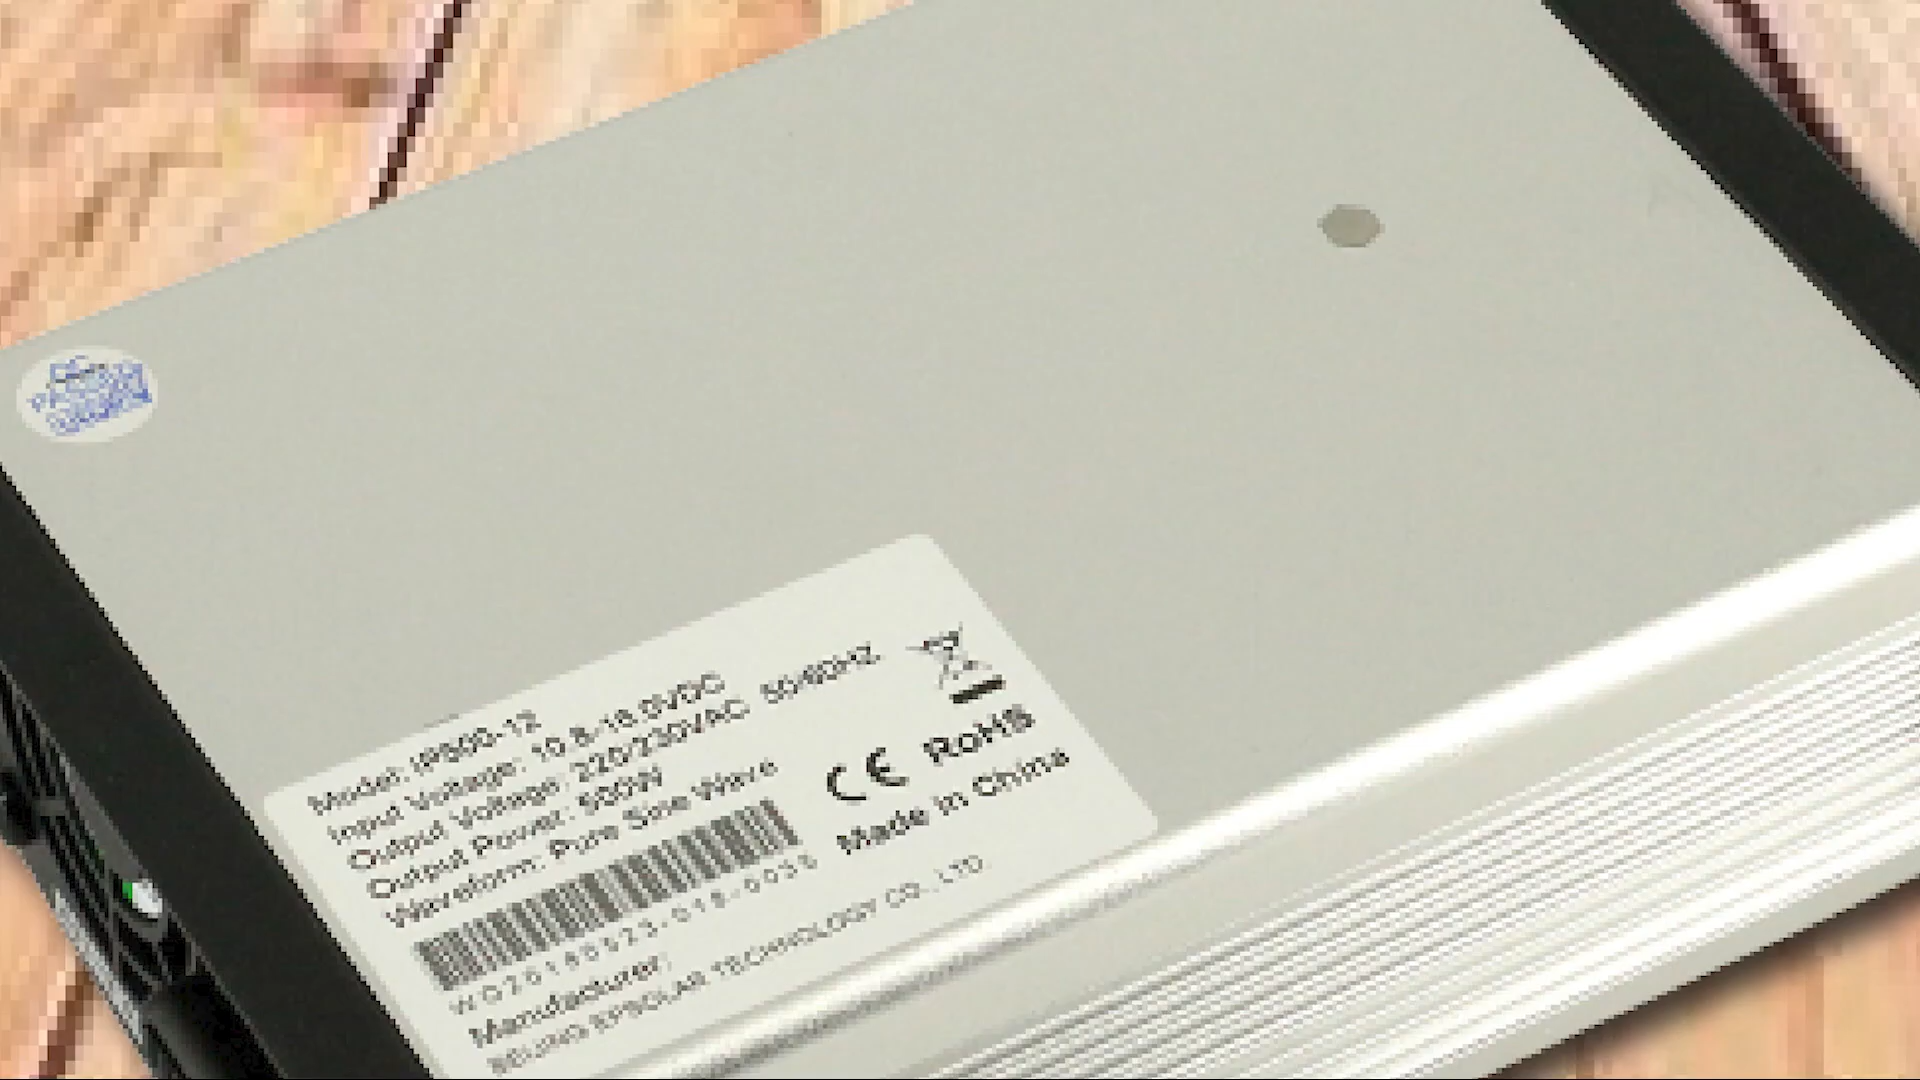 Model: IP500-12
Input Voltage: 10.8-16.0VDC
Output Voltage: 220/230VAC 50/60HZ
Output Power: 500W
Waveform: Pure Sine Wave
CE RoHS
Made in China
Manufacturer:
BEIJING EPSOLAR TECHNOLOGY CO., LTD